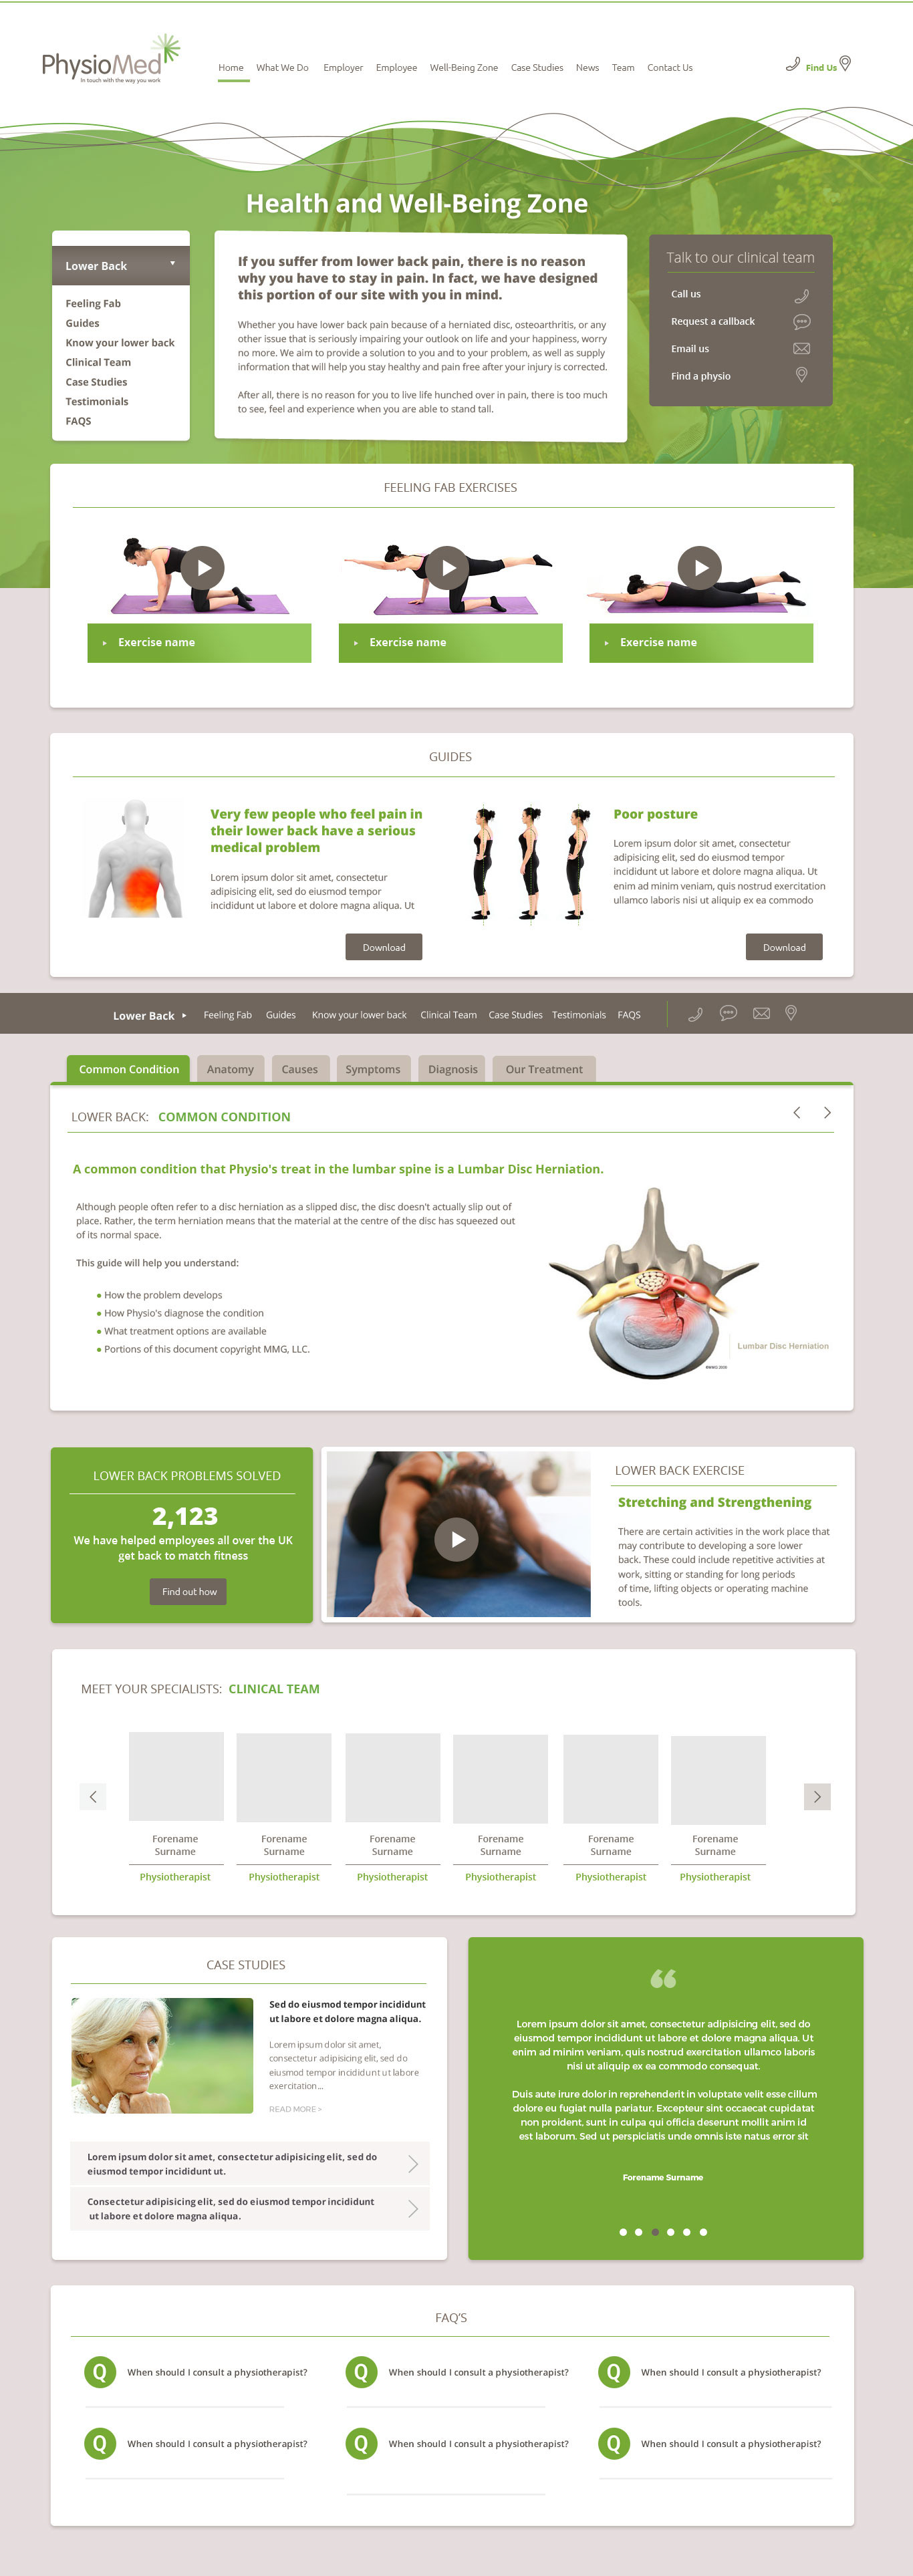 PhysioMed
In touch with the way you work
Home What We Do Employer Employee Well-Being Zone Case Studies News Team Contact Us
Find Us
Health and Well-Being Zone
Lower Back
Feeling Fab
Guides
Know your lower back
Clinical Team
Case Studies
Testimonials
FAQS
If you suffer from lower back pain, there is no reason
why you have to stay in pain. In fact, we have designed
this portion of our site with you in mind.
Whether you have lower back pain because of a herniated disc, osteoarthritis, or any
other issue that is seriously impairing your outlook on life and your happiness, worry
no more. We aim to provide a solution to you and to your problem, as well as supply
information that will help you stay healthy and pain free after your injury is corrected.
After all, there is no reason for you to live life hunched over in pain, there is too much
to see, feel and experience when you are able to stand tall.
Talk to our clinical team
Call us
Request a callback
Email us
Find a physio
FEELING FAB EXERCISES
Exercise name
Exercise name
Exercise name
GUIDES
Very few people who feel pain in
their lower back have a serious
medical problem
Lorem ipsum dolor sit amet, consectetur
adipisicing elit, sed do eiusmod tempor
incididunt ut labore et dolore magna aliqua. Ut
Download
Poor posture
Lorem ipsum dolor sit amet, consectetur
adipisicing elit, sed do eiusmod tempor
incididunt ut labore et dolore magna aliqua. Ut
enim ad minim veniam, quis nostrud exercitation
ullamco laboris nisi ut aliquip ex ea commodo
Download
Lower Back Feeling Fab Guides Know your lower back Clinical Team Case Studies Testimonials FAQS
Common Condition Anatomy Causes Symptoms Diagnosis Our Treatment
LOWER BACK: COMMON CONDITION
A common condition that Physio's treat in the lumbar spine is a Lumbar Disc Herniation.
Although people often refer to a disc herniation as a slipped disc, the disc doesn't actually slip out of
place. Rather, the term herniation means that the material at the centre of the disc has squeezed out
of its normal space.
This guide will help you understand:
How the problem develops
How Physio's diagnose the condition
What treatment options are available
Portions of this document copyright MMG, LLC.
Lumbar Disc Herniation
LOWER BACK PROBLEMS SOLVED
2,123
We have helped employees all over the UK
get back to match fitness
Find out how
LOWER BACK EXERCISE
Stretching and Strengthening
There are certain activities in the work place that
may contribute to developing a sore lower
back. These could include repetitive activities at
work, sitting or standing for long periods
of time, lifting objects or operating machine
tools.
MEET YOUR SPECIALISTS: CLINICAL TEAM
Forename Forename Forename Forename Forename Forename
Surname Surname Surname Surname Surname Surname
Physiotherapist Physiotherapist Physiotherapist Physiotherapist Physiotherapist Physiotherapist
CASE STUDIES
Sed do eiusmod tempor incididunt
ut labore et dolore magna aliqua.
Lorem ipsum dolor sit amet,
consectetur adipisicing elit, sed do
eiusmod tempor incididunt ut labore
exercitation...
READ MORE >
Lorem ipsum dolor sit amet, consectetur adipisicing elit, sed do
eiusmod tempor incididunt ut.
Consectetur adipisicing elit, sed do eiusmod tempor incididunt
ut labore et dolore magna aliqua.
“
Lorem ipsum dolor sit amet, consectetur adipisicing elit, sed do
eiusmod tempor incididunt ut labore et dolore magna aliqua. Ut
enim ad minim veniam, quis nostrud exercitation ullamco laboris
nisi ut aliquip ex ea commodo consequat.
Duis aute irure dolor in reprehenderit in voluptate velit esse cillum
dolore eu fugiat nulla pariatur. Excepteur sint occaecat cupidatat
non proident, sunt in culpa qui officia deserunt mollit anim id
est laborum. Sed ut perspiciatis unde omnis iste natus error sit
Forename Surname
FAQ'S
Q When should I consult a physiotherapist? Q When should I consult a physiotherapist? Q When should I consult a physiotherapist?
Q When should I consult a physiotherapist? Q When should I consult a physiotherapist? Q When should I consult a physiotherapist?